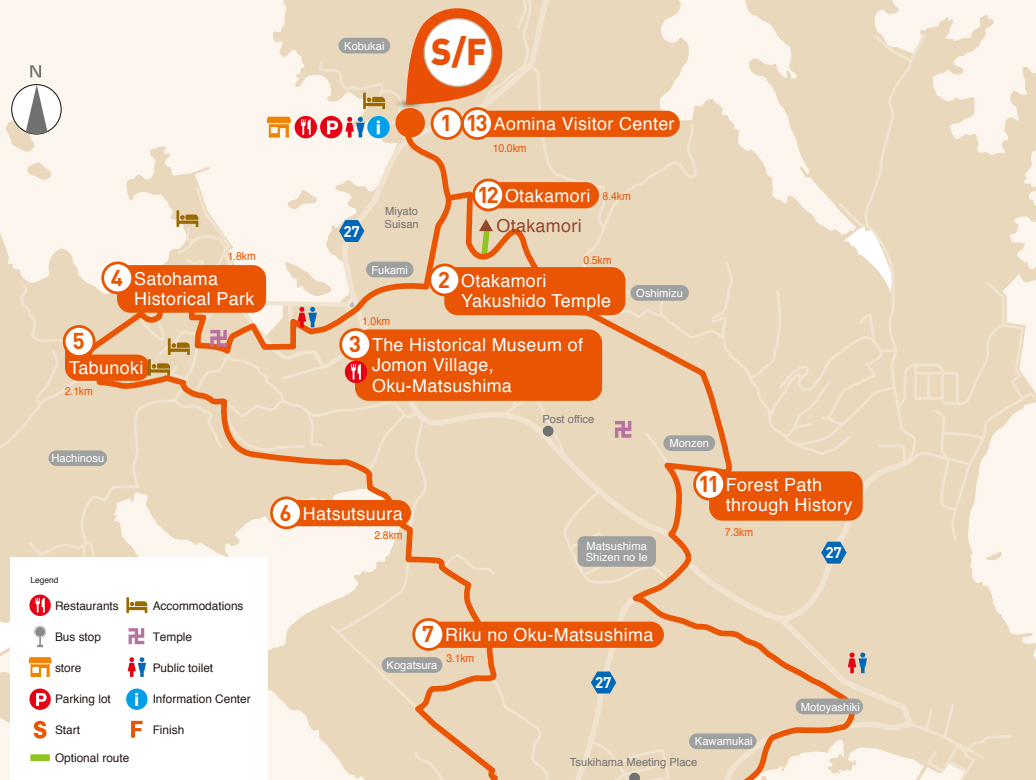 Kobukai
S/F
N
1 13 Aomina Visitor Center
10.0km
P
i
12 Otakamori
8.4km
Miyato
Suisan
Otakamori
27
1.8km
0.5km
Fukami
4 Satohama
Historical Park
2 Otakamori
Yakushido Temple
Oshimizu
1.0km
5
Tabunoki
2.1km
3 The Historical Museum of
Jomon Village,
Oku-Matsushima
Post office
Monzen
Hachinosu
11 Forest Path
through History
7.3km
6 Hatsutsuura
2.8km
Matsushima
Shizen no Ie
27
7 Riku no Oku-Matsushima
3.1km
Kogatsura
27
Motoyashiki
Kawamukai
Tsukihama Meeting Place
Legend
Restaurants
Accommodations
Bus stop
Temple
store
Public toilet
P Parking lot
i Information Center
S Start
F Finish
Optional route